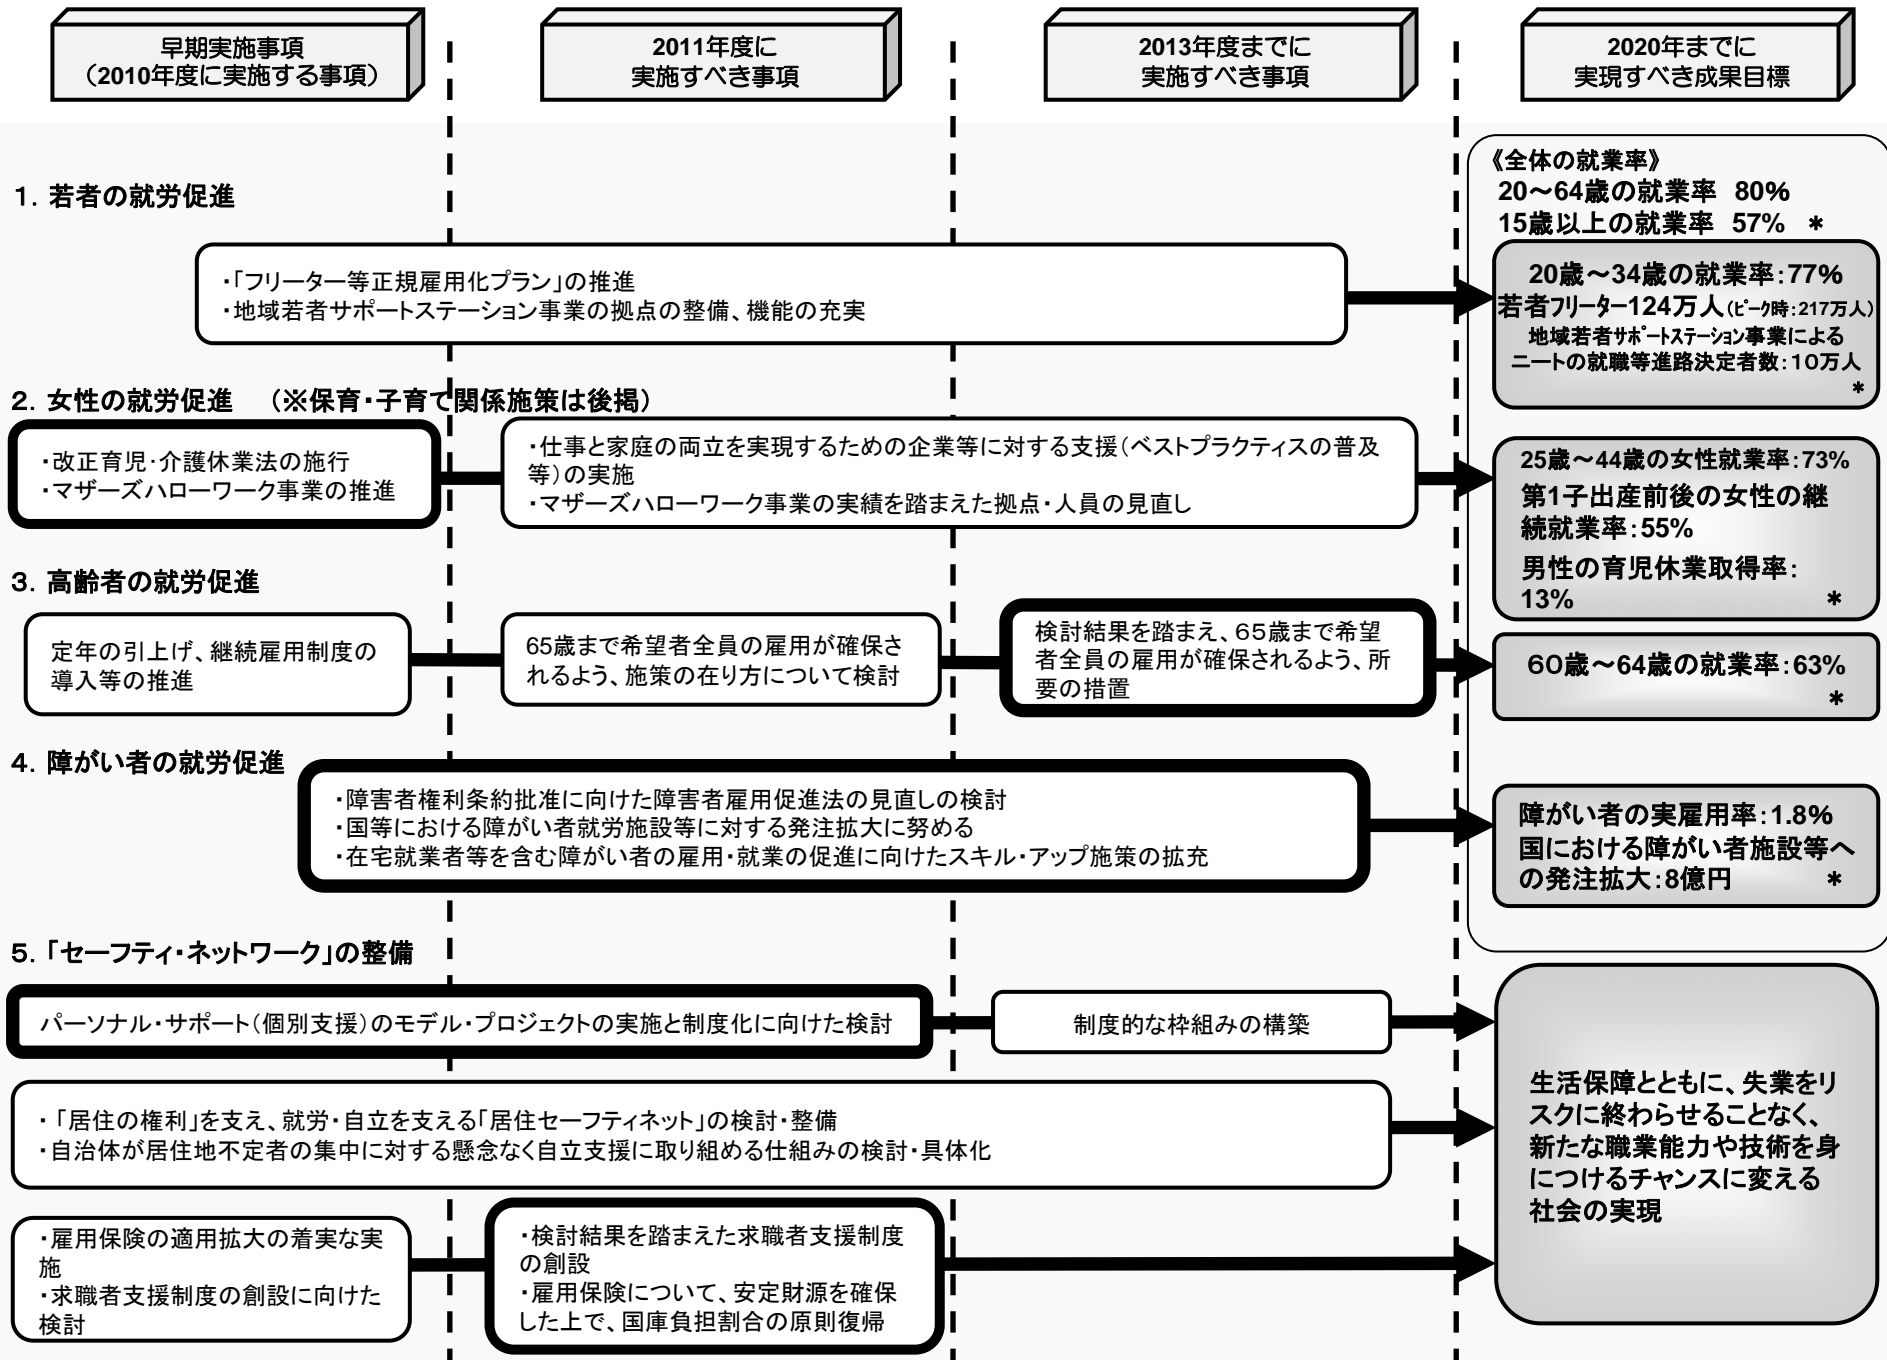 早期実施事項
（2010年度に実施する事項）
2011年度に
実施すべき事項
2013年度までに
実施すべき事項
2020年までに
実現すべき成果目標
《全体の就業率》
20～64歳の就業率　80%
15歳以上の就業率　57%　＊
１．若者の就労促進
・「フリーター等正規雇用化プラン」の推進
・地域若者サポートステーション事業の拠点の整備、機能の充実
20歳～34歳の就業率：77%
若者フリーター124万人（ピーク時：217万人）
地域若者サポートステーション事業による
ニートの就職等進路決定者数：１０万人
＊
２．女性の就労促進　（※保育・子育て関係施策は後掲）
・改正育児・介護休業法の施行
・マザーズハローワーク事業の推進
・仕事と家庭の両立を実現するための企業等に対する支援（ベストプラクティスの普及
等）の実施
・マザーズハローワーク事業の実績を踏まえた拠点・人員の見直し
25歳～44歳の女性就業率：73%
第1子出産前後の女性の継
続就業率：55%
男性の育児休業取得率：
13%　＊
３．高齢者の就労促進
定年の引上げ、継続雇用制度の
導入等の推進
65歳まで希望者全員の雇用が確保さ
れるよう、施策の在り方について検討
検討結果を踏まえ、６５歳まで希望
者全員の雇用が確保されるよう、所
要の措置
６０歳～64歳の就業率：63%
＊
４．障がい者の就労促進
・障害者権利条約批准に向けた障害者雇用促進法の見直しの検討
・国等における障がい者就労施設等に対する発注拡大に努める
・在宅就業者等を含む障がい者の雇用・就業の促進に向けたスキル・アップ施策の拡充
障がい者の実雇用率：1.8%
国における障がい者施設等へ
の発注拡大：8億円　＊
５．「セーフティ・ネットワーク」の整備
パーソナル・サポート（個別支援）のモデル・プロジェクトの実施と制度化に向けた検討
制度的な枠組みの構築
・「居住の権利」を支え、就労・自立を支える「居住セーフティネット」の検討・整備
・自治体が居住地不定者の集中に対する懸念なく自立支援に取り組める仕組みの検討・具体化
・雇用保険の適用拡大の着実な実
施
・求職者支援制度の創設に向けた
検討
・検討結果を踏まえた求職者支援制度
の創設
・雇用保険について、安定財源を確保
した上で、国庫負担割合の原則復帰
生活保障とともに、失業をリ
スクに終わらせることなく、
新たな職業能力や技術を身
につけるチャンスに変える
社会の実現